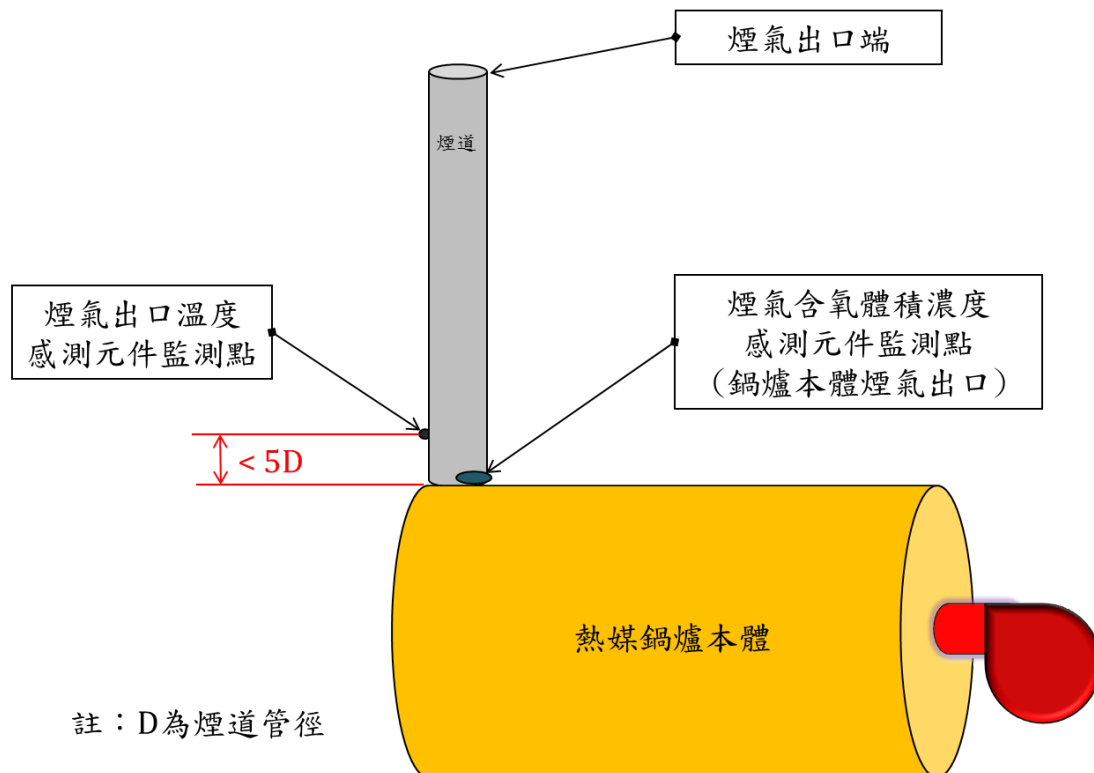 煙氣出口端
煙道
煙氣出口溫度
感測元件監測點
煙氣含氧體積濃度
感測元件監測點
（鍋爐本體煙氣出口）
< 5D
熱媒鍋爐本體
註：D為煙道管徑